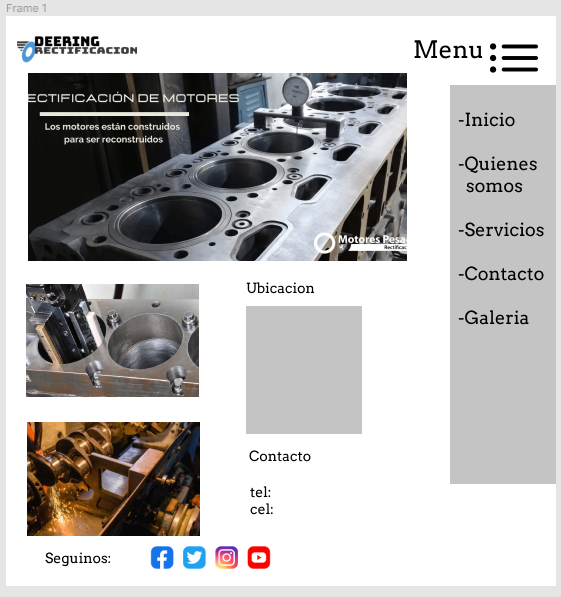 Frame 1
DEERING
RECTIFICACION
Menu
ECTIFICACIÓN DE MOTORES
Los motores están construidos
para ser reconstruidos
Motores Pesa
Rectific
-Inicio
-Quienes
somos
-Servicios
-Contacto
-Galeria
Ubicacion
Contacto
tel:
cel:
Seguinos: